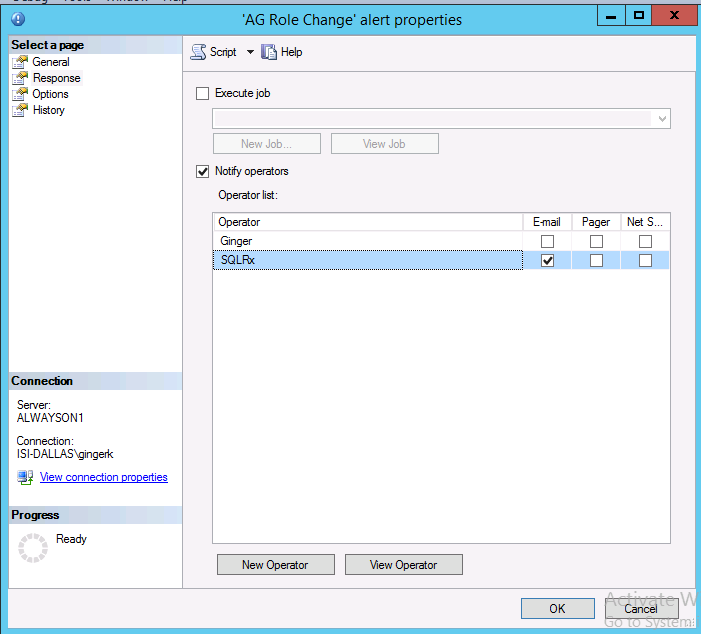 'AG Role Change' alert properties
Select a page
General
Response
Options
History
Script
Help
Execute job
New Job...
View Job
Notify operators
Operator list:
Operator E-mail Pager Net S...
Ginger
SQLRx
Connection
Server:
ALWAYSON1
Connection:
ISI-DALLAS\gingerk
View connection properties
Progress
Ready
New Operator
View Operator
OK
Cancel
Activate W
Go to System